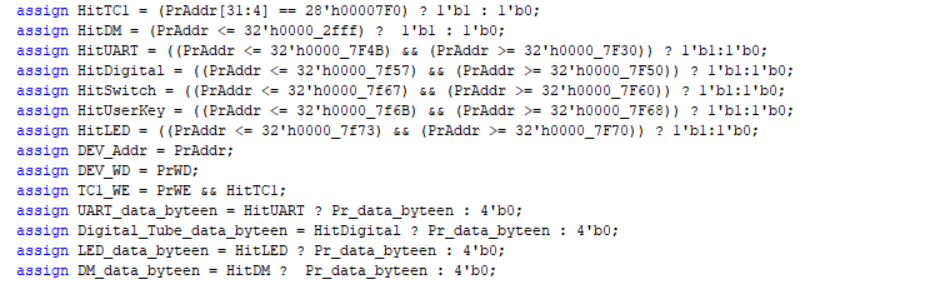 assign HitTC1 = (PrAddr[31:4] == 28'h00007F0) ? 1'b1 : 1'b0;
assign HitDM = (PrAddr <= 32'h0000_2fff) ?  1'b1 : 1'b0;
assign HitUART = ((PrAddr <= 32'h0000_7F4B) && (PrAddr >= 32'h0000_7F30)) ? 1'b1:1'b0;
assign HitDigital = ((PrAddr <= 32'h0000_7f57) && (PrAddr >= 32'h0000_7F50)) ? 1'b1:1'b0;
assign HitSwitch = ((PrAddr <= 32'h0000_7f67) && (PrAddr >= 32'h0000_7F60)) ? 1'b1:1'b0;
assign HitUserKey = ((PrAddr <= 32'h0000_7f6B) && (PrAddr >= 32'h0000_7F68)) ? 1'b1:1'b0;
assign HitLED = ((PrAddr <= 32'h0000_7f73) && (PrAddr >= 32'h0000_7F70)) ? 1'b1:1'b0;
assign DEV_Addr = PrAddr;
assign DEV_WD = PrWD;
assign TC1_WE = PrWE && HitTC1;
assign UART_data_byteen = HitUART ? Pr_data_byteen : 4'b0;
assign Digital_Tube_data_byteen = HitDigital ? Pr_data_byteen : 4'b0;
assign LED_data_byteen = HitLED ? Pr_data_byteen : 4'b0;
assign DM_data_byteen = HitDM ?  Pr_data_byteen : 4'b0;